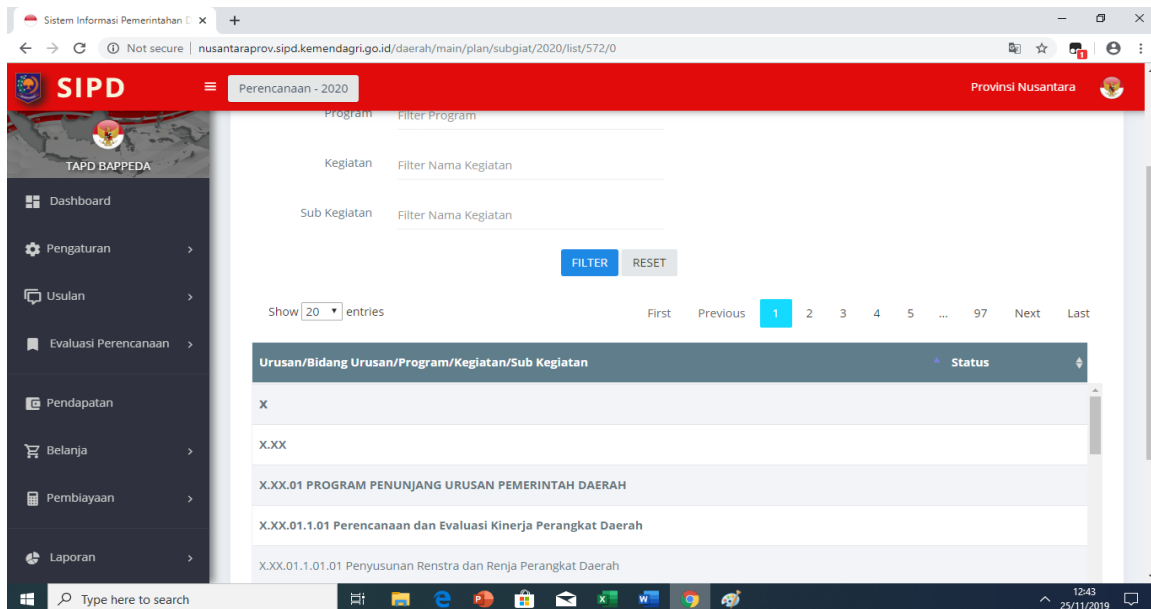 Sistem Informasi Pemerintahan D
Not secure | nusantaraprov.sipd.kemendagri.go.id/daerah/main/plan/subgiat/2020/list/572/0
1
SIPD
Perencanaan - 2020
Provinsi Nusantara
TAPD BAPPEDA
Dashboard
Pengaturan
Usulan
Evaluasi Perencanaan
Pendapatan
Belanja
Pembiayaan
Laporan
Program Filter Program
Kegiatan Filter Nama Kegiatan
Sub Kegiatan Filter Nama Kegiatan
FILTER RESET
Show 20 entries First Previous 1 2 3 4 5 ... 97 Next Last
Urusan/Bidang Urusan/Program/Kegiatan/Sub Kegiatan Status
X
X.XX
X.XX.01 PROGRAM PENUNJANG URUSAN PEMERINTAH DAERAH
X.XX.01.1.01 Perencanaan dan Evaluasi Kinerja Perangkat Daerah
X.XX.01.1.01.01 Penyusunan Renstra dan Renja Perangkat Daerah
Type here to search
12:43
25/11/2019